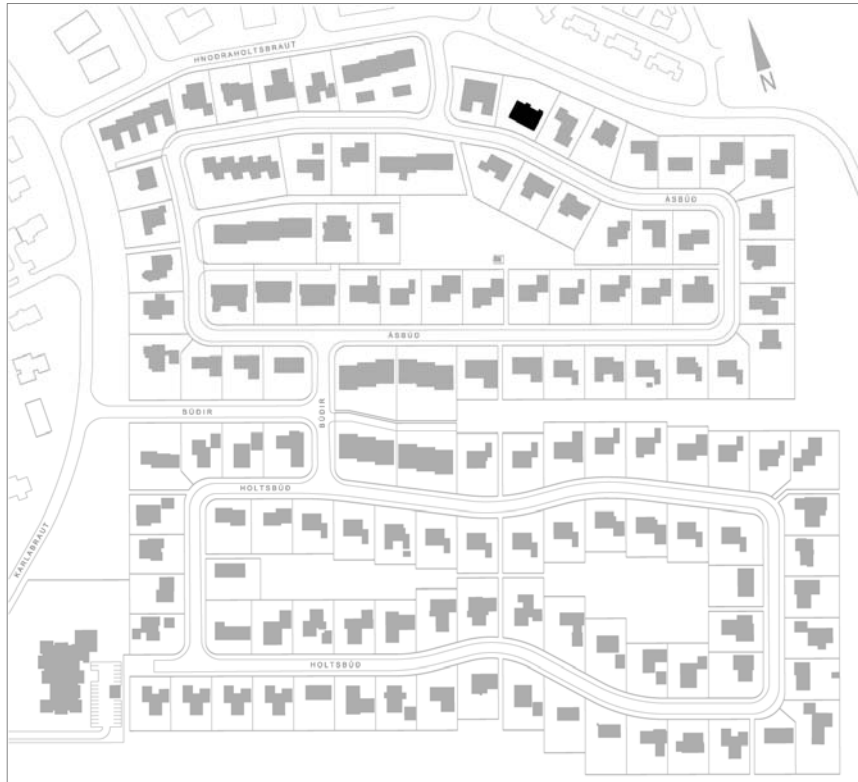 HNOÐRAHOLTSBRAUT
N
ÁSBÚÐ
ÁSBÚÐ
BÚÐIR
BÚÐIR
HOLTSBÚÐ
KARLABRAUT
HOLTSBÚÐ